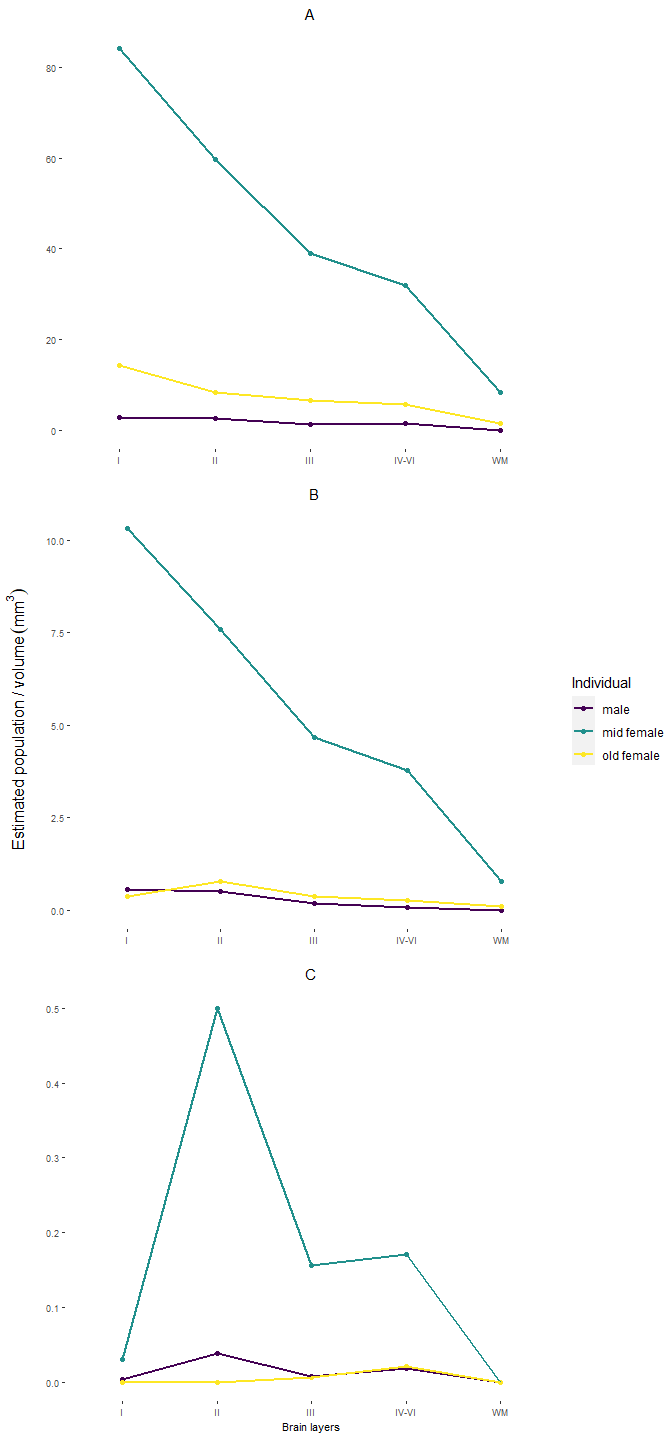 A
80
60
40
20
0
I II III IV-VI WM
B
10.0
7.5
5.0
2.5
0.0
I II III IV-VI WM
Estimated population / volume (mm³)
Individual
male
mid female
old female
C
0.5
0.4
0.3
0.2
0.1
0.0
I II III IV-VI WM
Brain layers